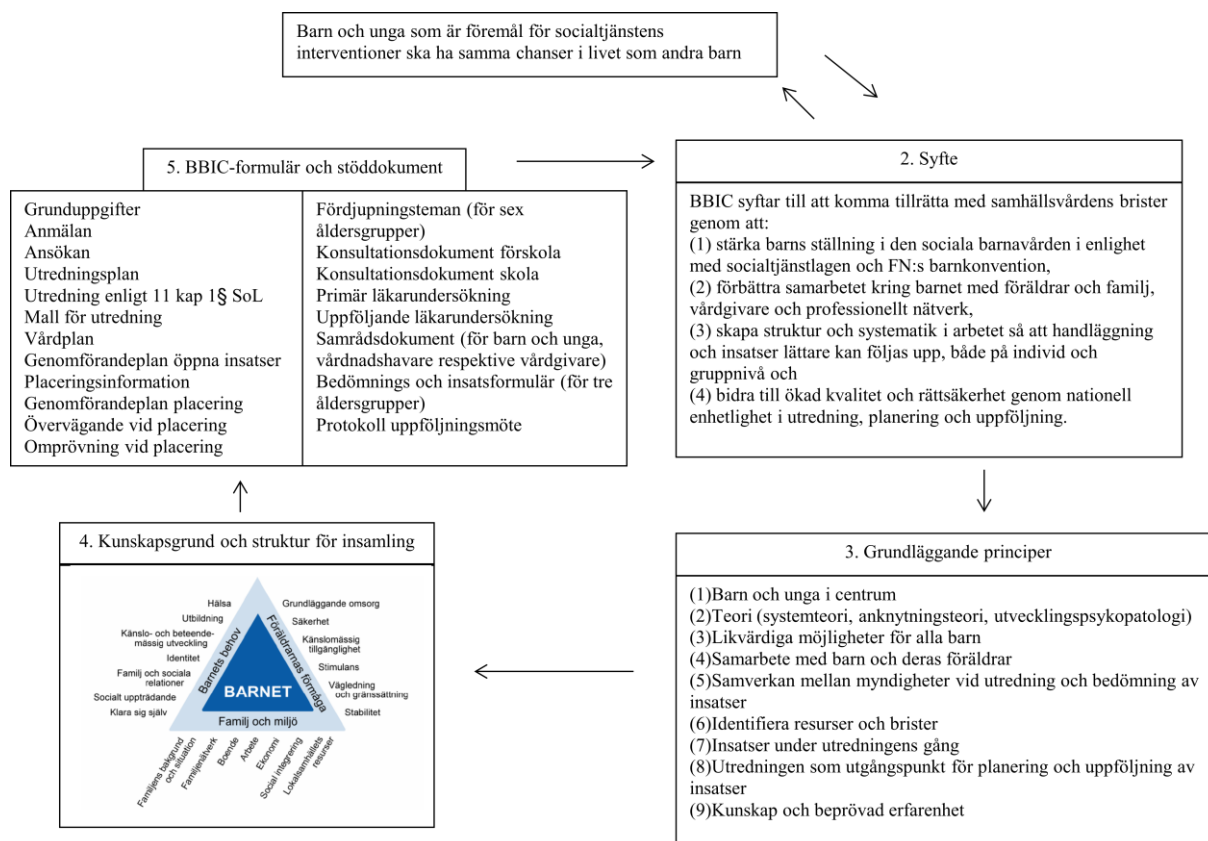 Barn och unga som är föremål för socialtjänstens
interventioner ska ha samma chanser i livet som andra barn
5. BBIC-formulär och stöddokument
Grunduppgifter
Anmälan
Ansökan
Utredningsplan
Utredning enligt 11 kap 1§ SoL
Mall för utredning
Vårdplan
Genomförandeplan öppna insatser
Placeringsinformation
Genomförandeplan placering
Övervägande vid placering
Omprövning vid placering
Fördjupningsteman (för sex
åldersgrupper)
Konsultationsdokument förskola
Konsultationsdokument skola
Primär läkarundersökning
Uppföljande läkarundersökning
Samrådsdokument (för barn och unga,
vårdnadshavare respektive vårdgivare)
Bedömnings och insatsformulär (för tre
åldersgrupper)
Protokoll uppföljningsmöte
2. Syfte
BBIC syftar till att komma tillrätta med samhällsvårdens brister
genom att:
(1) stärka barns ställning i den sociala barnavården i enlighet
med socialtjänstlagen och FN:s barnkonvention,
(2) förbättra samarbetet kring barnet med föräldrar och familj,
vårdgivare och professionellt nätverk,
(3) skapa struktur och systematik i arbetet så att handläggning
och insatser lättare kan följas upp, både på individ och
gruppnivå och
(4) bidra till ökad kvalitet och rättsäkerhet genom nationell
enhetlighet i utredning, planering och uppföljning.
3. Grundläggande principer
(1)Barn och unga i centrum
(2)Teori (systemteori, anknytningsteori, utvecklingspsykopatologi)
(3)Likvärdiga möjligheter för alla barn
(4)Samarbete med barn och deras föräldrar
(5)Samverkan mellan myndigheter vid utredning och bedömning av
insatser
(6)Identifiera resurser och brister
(7)Insatser under utredningens gång
(8)Utredningen som utgångspunkt för planering och uppföljning av
insatser
(9)Kunskap och beprövad erfarenhet
4. Kunskapsgrund och struktur för insamling
Hälsa
Utbildning
Känslo- och beteende-
mässig utveckling
Identitet
Familj och sociala
relationer
Socialt uppträdande
Klara sig själv
Barnets behov
BARNET
Föräldrarnas förmåga
Familj och miljö
Grundläggande omsorg
Säkerhet
Känslomässig
tillgänglighet
Stimulans
Vägledning
och gränssättning
Stabilitet
Familjens bakgrund
och situation
Familjenätverk
Boende
Arbete
Ekonomi
Social integrering
Lokalsamhällets
resurser